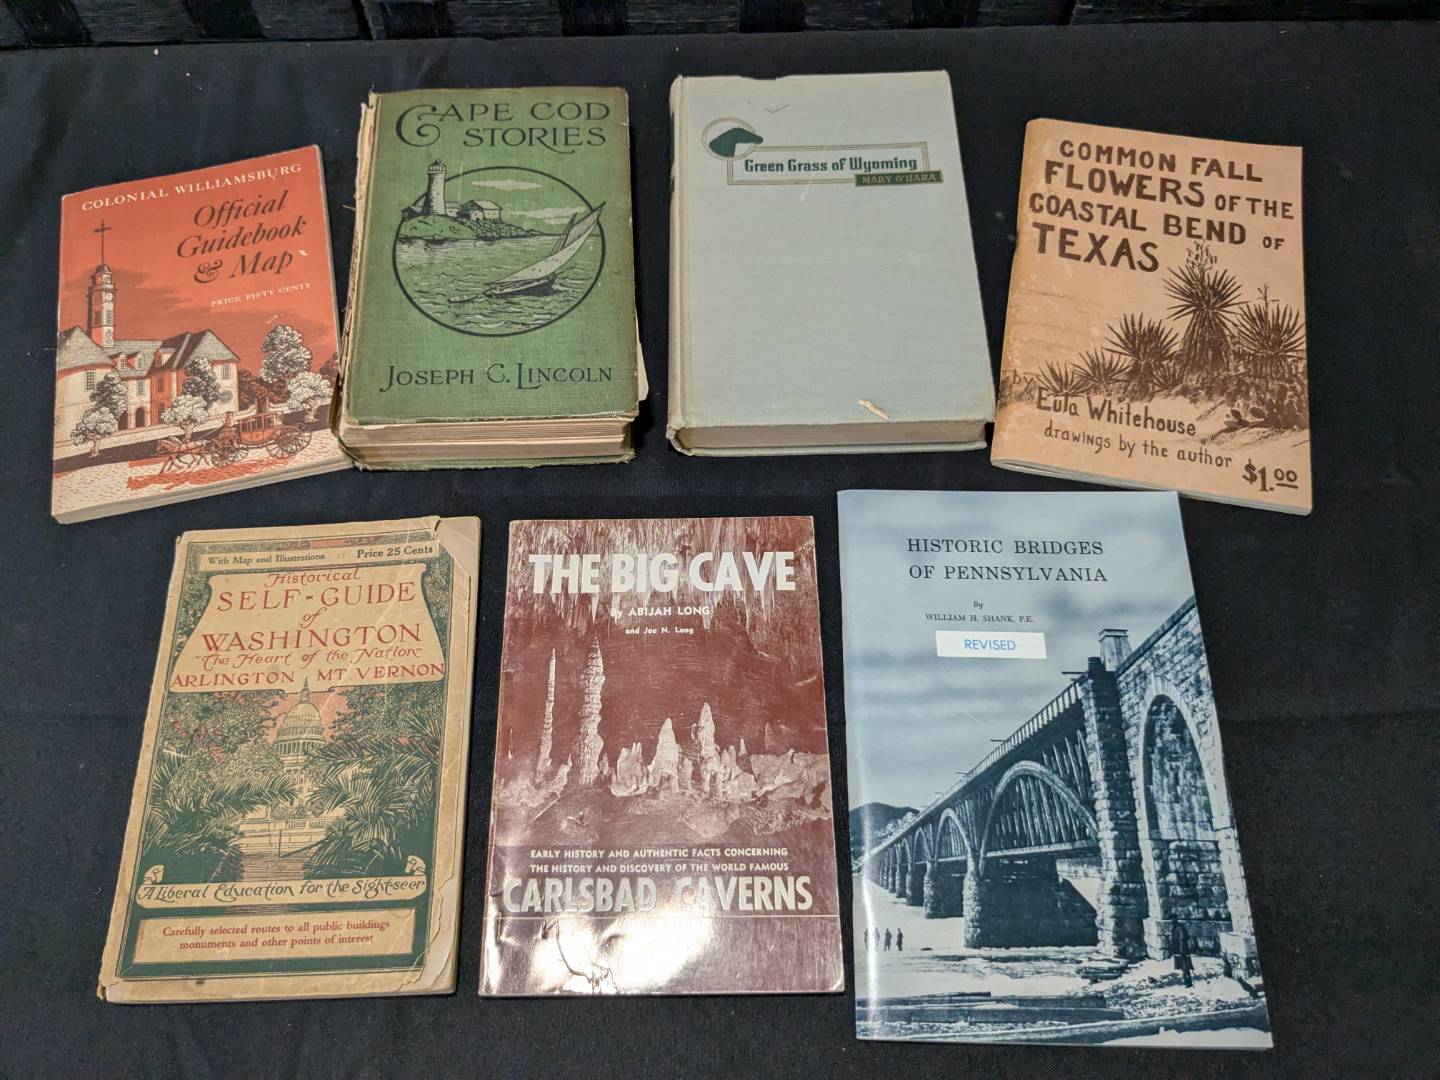 COLONIAL WILLIAMSBURG
Official
Guidebook
& Map
PRICE FIFTY CENTS
CAPE COD
STORIES
JOSEPH C. LINCOLN
Green Grass of Wyoming
MARY O'HARA
COMMON FALL
FLOWERS OF THE
COASTAL BEND OF
TEXAS
by
Eula Whitehouse
drawings by the author
$1.00
With Map and Illustrations :: Price 25 Cents
Historical
SELF-GUIDE
of
WASHINGTON
"The Heart of the Nation"
ARLINGTON MT. VERNON
A Liberal Education for the Sight-seer
Carefully selected routes to all public buildings
monuments and other points of interest
THE BIG CAVE
By ABIJAH LONG
and Joe N. Long
EARLY HISTORY AND AUTHENTIC FACTS CONCERNING
THE HISTORY AND DISCOVERY OF THE WORLD FAMOUS
CARLSBAD CAVERNS
HISTORIC BRIDGES
OF PENNSYLVANIA
By
WILLIAM H. SHANK, P.E.
REVISED